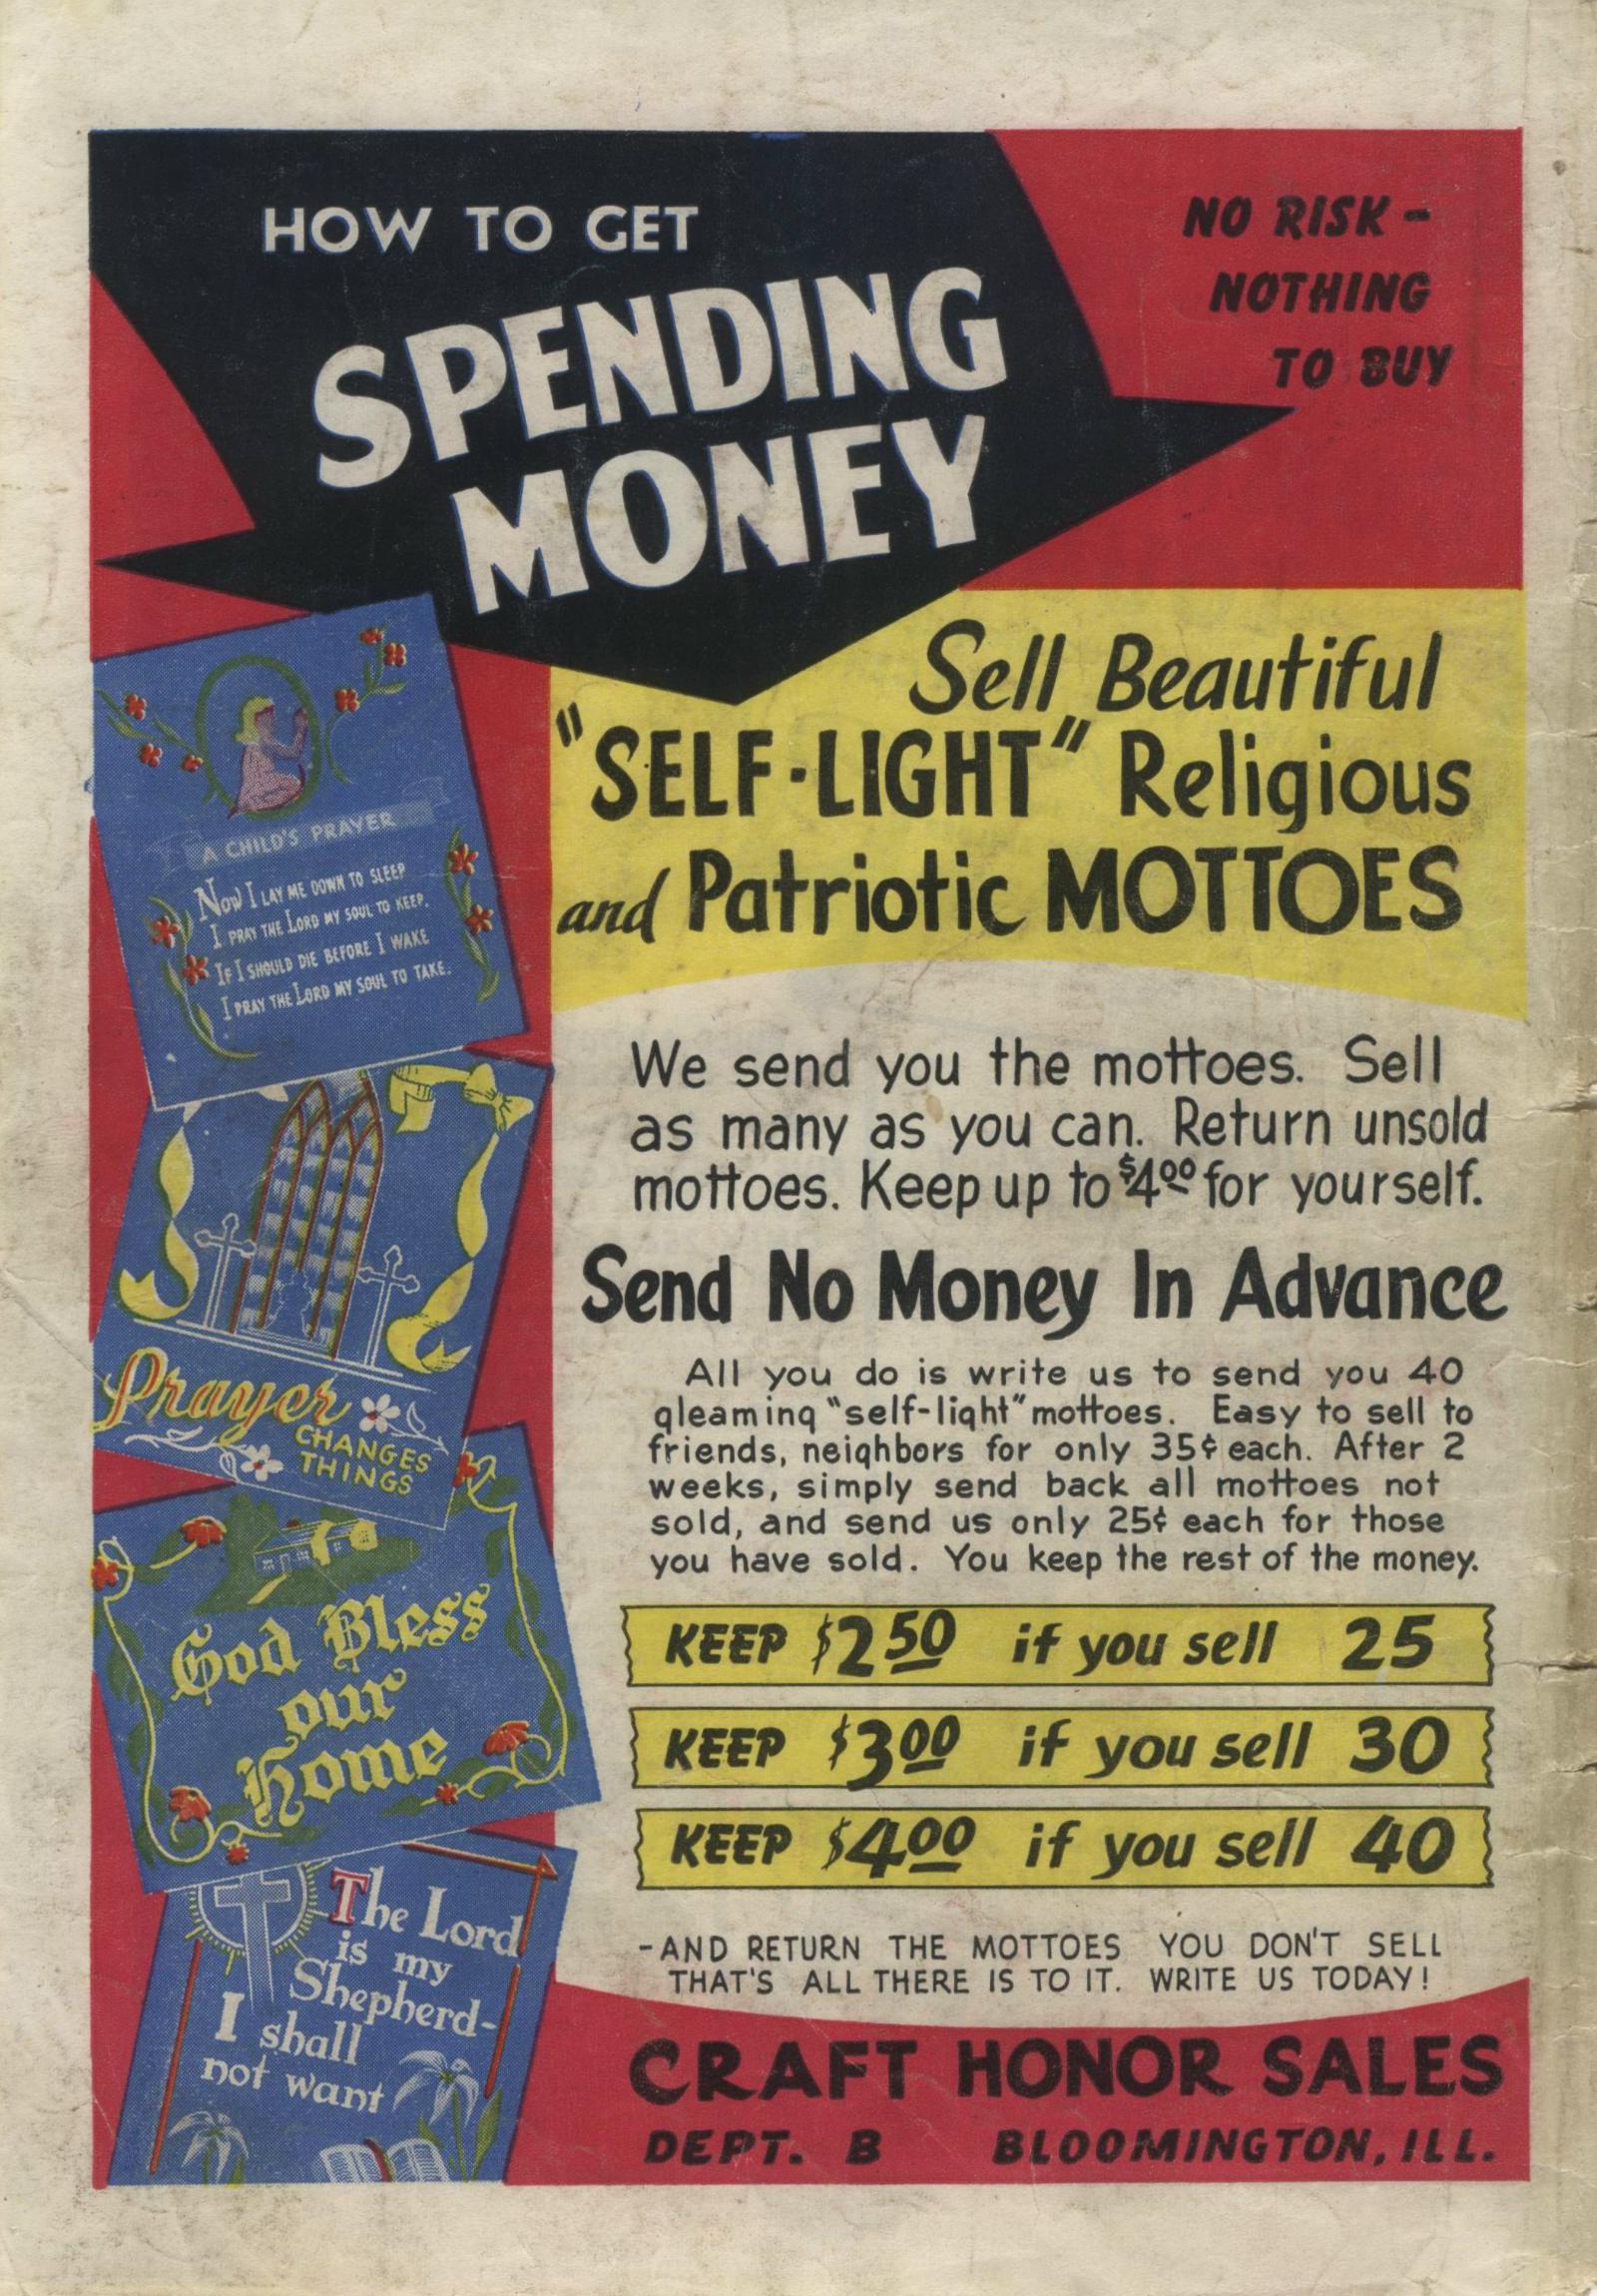 HOW TO GET
SPENDING
MONEY
NO RISK -
NOTHING
TO BUY
Sell Beautiful
"SELF-LIGHT" Religious
and Patriotic MOTTOES
A CHILD'S PRAYER
NOW I LAY ME DOWN TO SLEEP
I PRAY THE LORD MY SOUL TO KEEP.
IF I SHOULD DIE BEFORE I WAKE
I PRAY THE LORD MY SOUL TO TAKE.
Prayer
CHANGES
THINGS
God Bless
our
Home
The Lord
is my
Shepherd-
I shall
not want
We send you the mottoes. Sell
as many as you can. Return unsold
mottoes. Keep up to $4.00 for yourself.
Send No Money In Advance
All you do is write us to send you 40
gleaming "self-light" mottoes. Easy to sell to
friends, neighbors for only 35¢ each. After 2
weeks, simply send back all mottoes not
sold, and send us only 25¢ each for those
you have sold. You keep the rest of the money.
KEEP $2.50 if you sell 25
KEEP $3.00 if you sell 30
KEEP $4.00 if you sell 40
-AND RETURN THE MOTTOES YOU DON'T SELL
THAT'S ALL THERE IS TO IT. WRITE US TODAY!
CRAFT HONOR SALES
DEPT. B BLOOMINGTON, ILL.